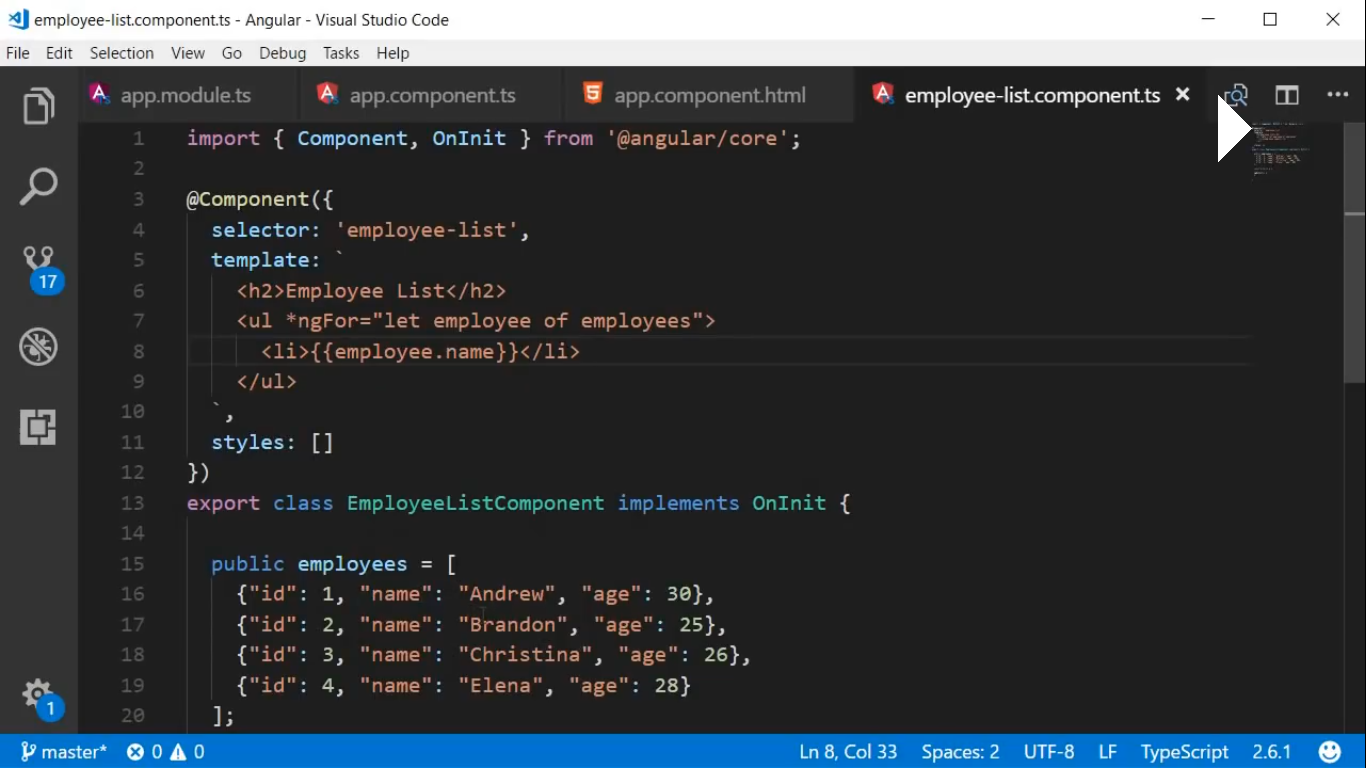 employee-list.component.ts - Angular - Visual Studio Code
File Edit Selection View Go Debug Tasks Help
app.module.ts app.component.ts app.component.html employee-list.component.ts
1 import { Component, OnInit } from '@angular/core';
2
3 @Component({
4 selector: 'employee-list',
5 template: `
6 <h2>Employee List</h2>
7 <ul *ngFor="let employee of employees">
8 <li>{{employee.name}}</li>
9 </ul>
10 `,
11 styles: []
12 })
13 export class EmployeeListComponent implements OnInit {
14
15 public employees = [
16 {"id": 1, "name": "Andrew", "age": 30},
17 {"id": 2, "name": "Brandon", "age": 25},
18 {"id": 3, "name": "Christina", "age": 26},
19 {"id": 4, "name": "Elena", "age": 28}
20 ];
17
1
master* 0 0 Ln 8, Col 33 Spaces: 2 UTF-8 LF TypeScript 2.6.1